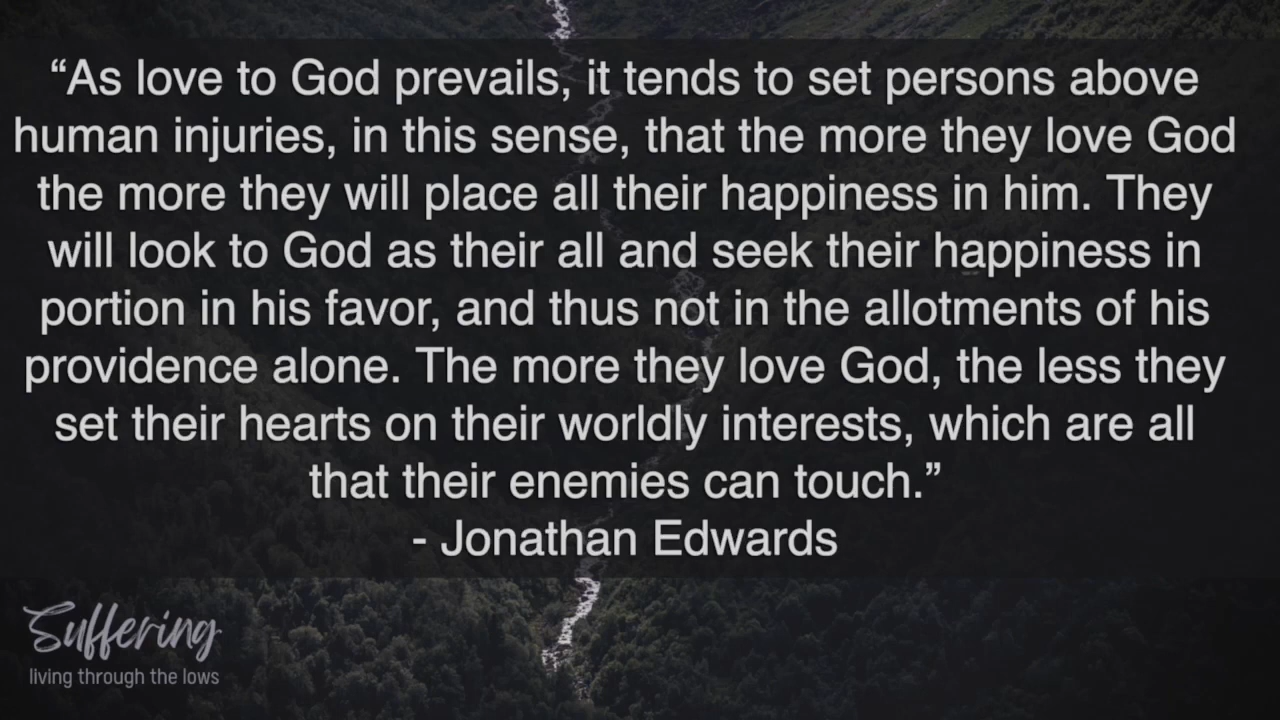 “As love to God prevails, it tends to set persons above
human injuries, in this sense, that the more they love God
the more they will place all their happiness in him. They
will look to God as their all and seek their happiness in
portion in his favor, and thus not in the allotments of his
providence alone. The more they love God, the less they
set their hearts on their worldly interests, which are all
that their enemies can touch.”
- Jonathan Edwards
Suffering
living through the lows